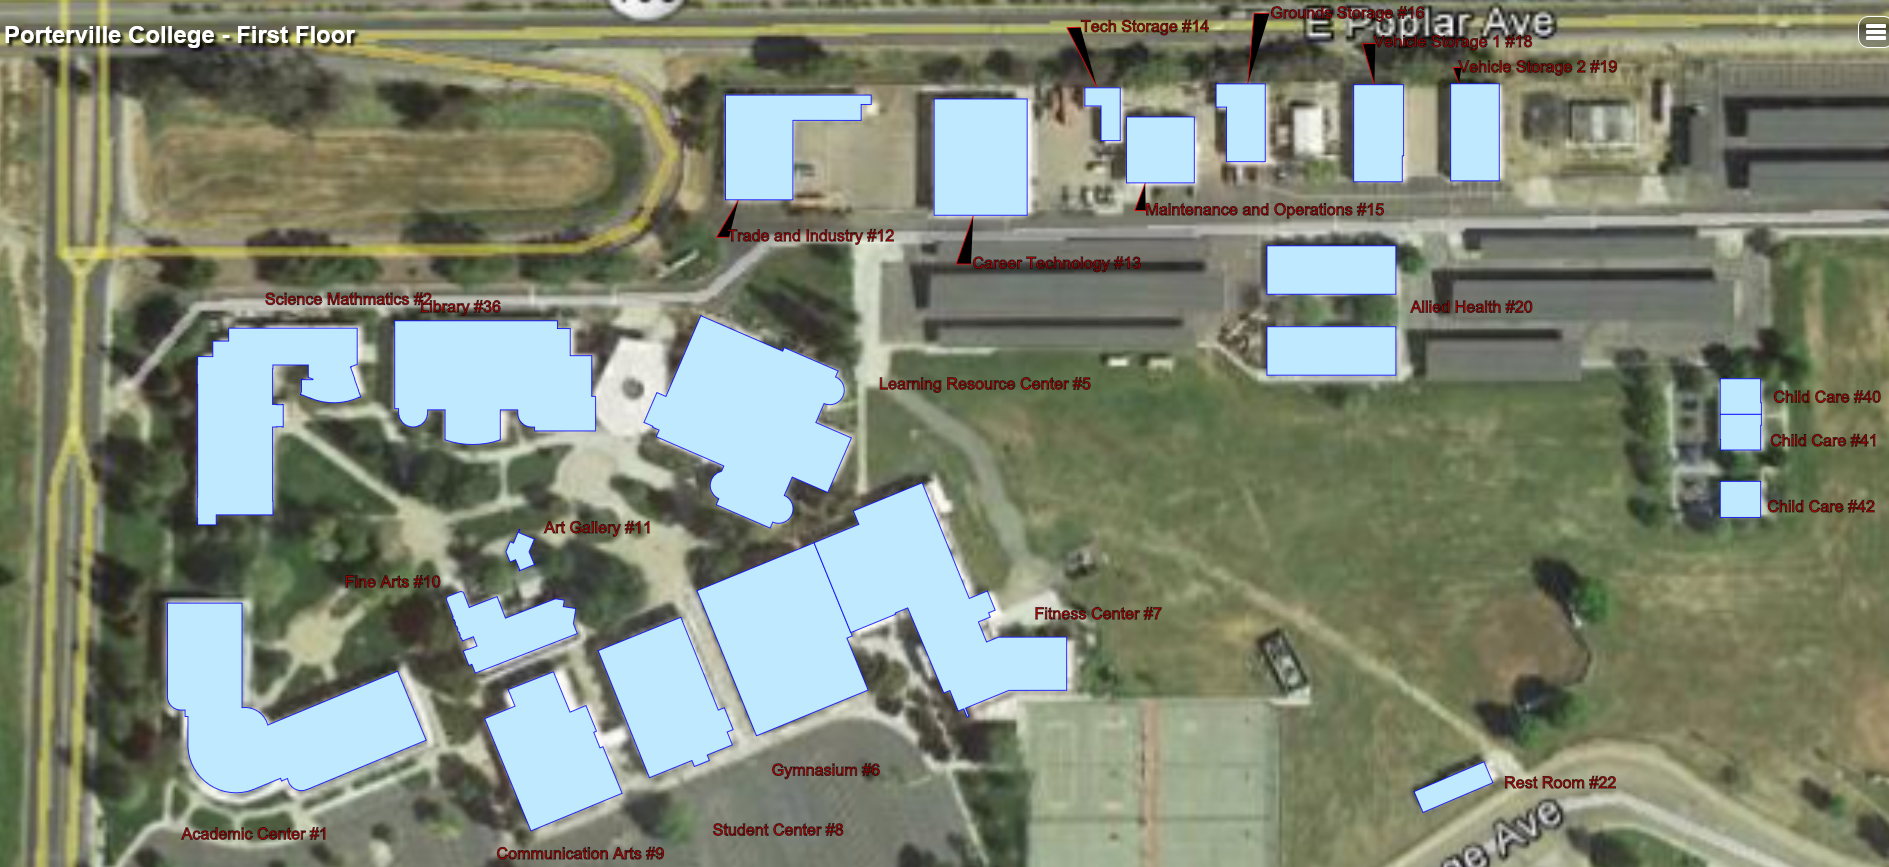 Grounds Storage #16
E Poplar Ave
Tech Storage #14
Porterville College - First Floor
Vehicle Storage 1 #18
Vehicle Storage 2 #19
Maintenance and Operations #15
Trade and Industry #12
Career Technology #13
Science Mathmatics #2
Library #36
Allied Health #20
Learning Resource Center #5
Child Care #40
Child Care #41
Child Care #42
Art Gallery #11
Fine Arts #10
Fitness Center #7
Gymnasium #6
Rest Room #22
Student Center #8
Academic Center #1
Communication Arts #9
Ave